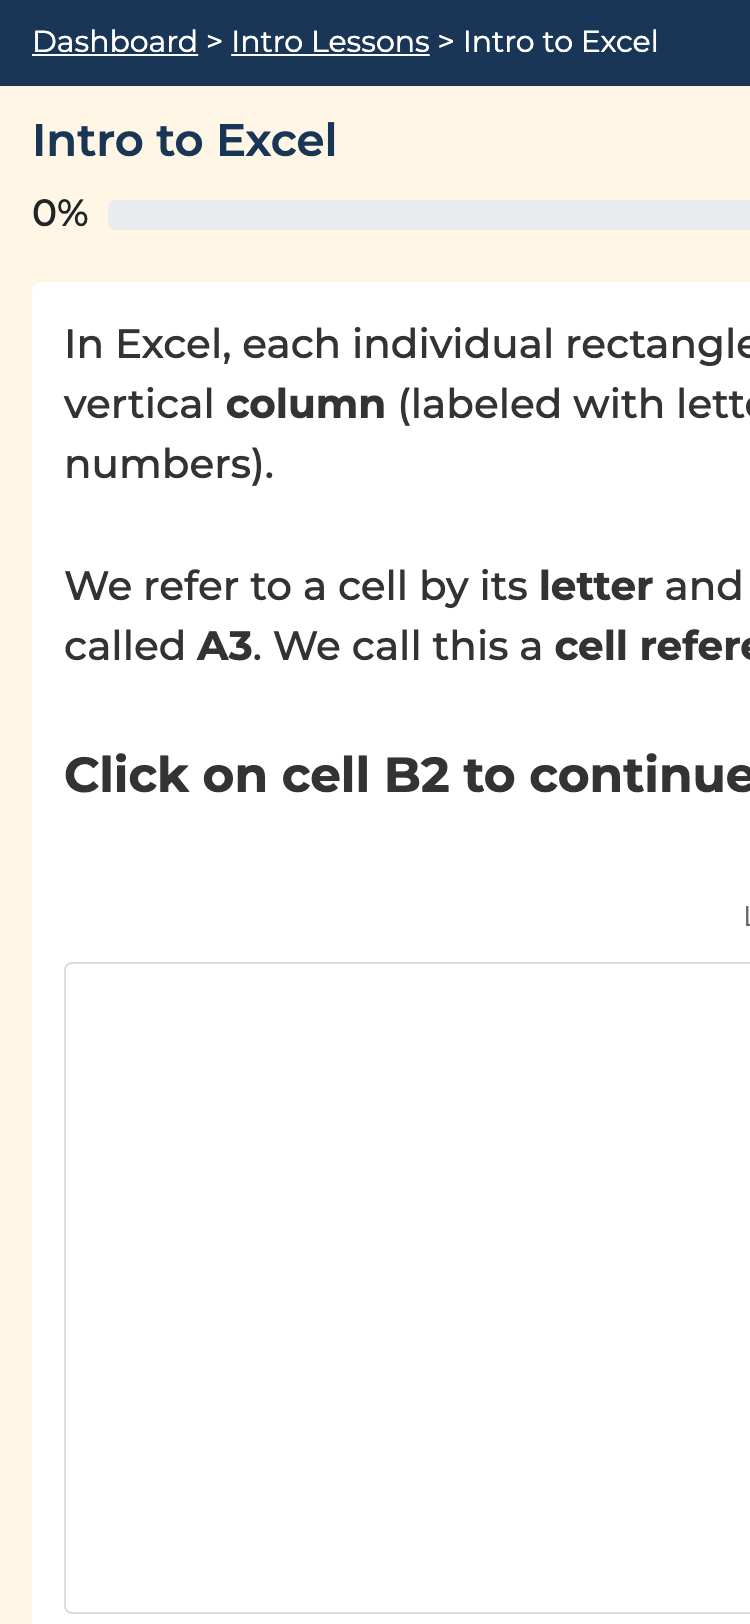 Dashboard > Intro Lessons > Intro to Excel
Intro to Excel
0%
In Excel, each individual rectangle
vertical column (labeled with
numbers).
We refer to a cell by its letter and
called A3. We call this a cell
Click on cell B2 to continue